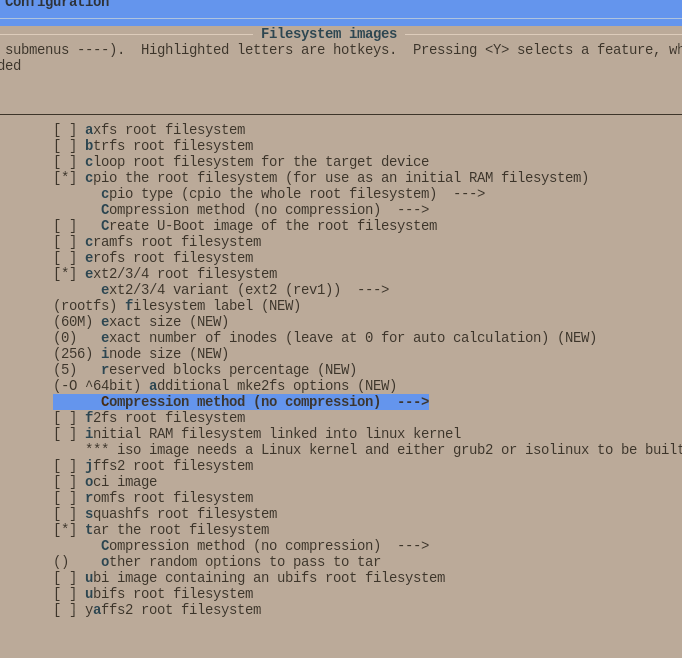 Configuration
Filesystem images
submenus ----).  Highlighted letters are hotkeys.  Pressing <Y> selects a feature, wh
ded
[ ] axfs root filesystem
[ ] btrfs root filesystem
[ ] cloop root filesystem for the target device
[*] cpio the root filesystem (for use as an initial RAM filesystem)
cpio type (cpio the whole root filesystem)  --->
Compression method (no compression)  --->
[ ]   Create U-Boot image of the root filesystem
[ ] cramfs root filesystem
[ ] erofs root filesystem
[*] ext2/3/4 root filesystem
ext2/3/4 variant (ext2 (rev1))  --->
(rootfs) filesystem label (NEW)
(60M) exact size (NEW)
(0)   exact number of inodes (leave at 0 for auto calculation) (NEW)
(256) inode size (NEW)
(5)   reserved blocks percentage (NEW)
(-O ^64bit) additional mke2fs options (NEW)
Compression method (no compression)  --->
[ ] f2fs root filesystem
[ ] initial RAM filesystem linked into linux kernel
*** iso image needs a Linux kernel and either grub2 or isolinux to be built
[ ] jffs2 root filesystem
[ ] oci image
[ ] romfs root filesystem
[ ] squashfs root filesystem
[*] tar the root filesystem
Compression method (no compression)  --->
()    other random options to pass to tar
[ ] ubi image containing an ubifs root filesystem
[ ] ubifs root filesystem
[ ] yaffs2 root filesystem